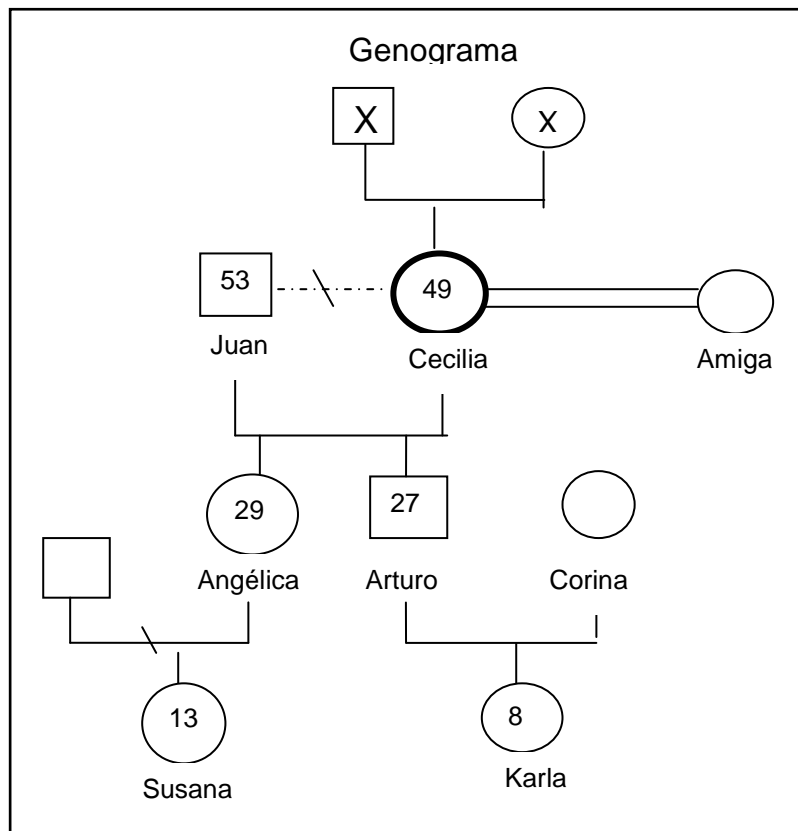 Genograma
X X
53 49
Juan Cecilia Amiga
29 27
Angélica Arturo Corina
13 8
Susana Karla